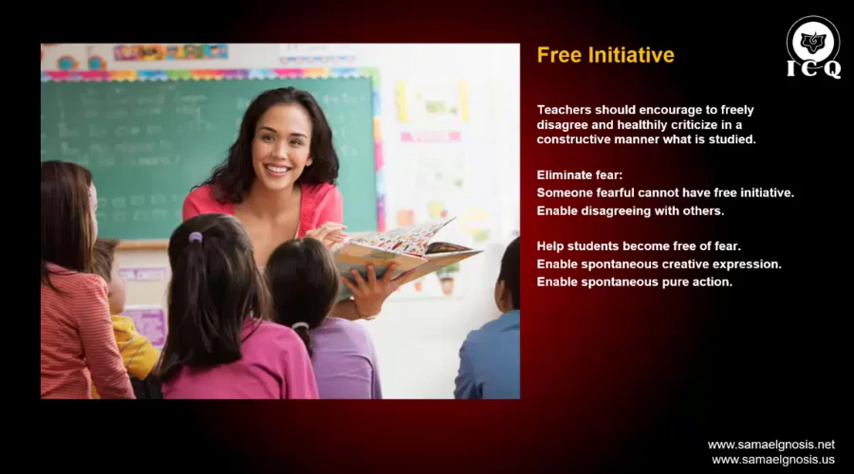 Free Initiative
ICQ
Teachers should encourage to freely
disagree and healthily criticize in a
constructive manner what is studied.
Eliminate fear:
Someone fearful cannot have free initiative.
Enable disagreeing with others.
Help students become free of fear.
Enable spontaneous creative expression.
Enable spontaneous pure action.
www.samaelgnosis.net
www.samaelgnosis.us